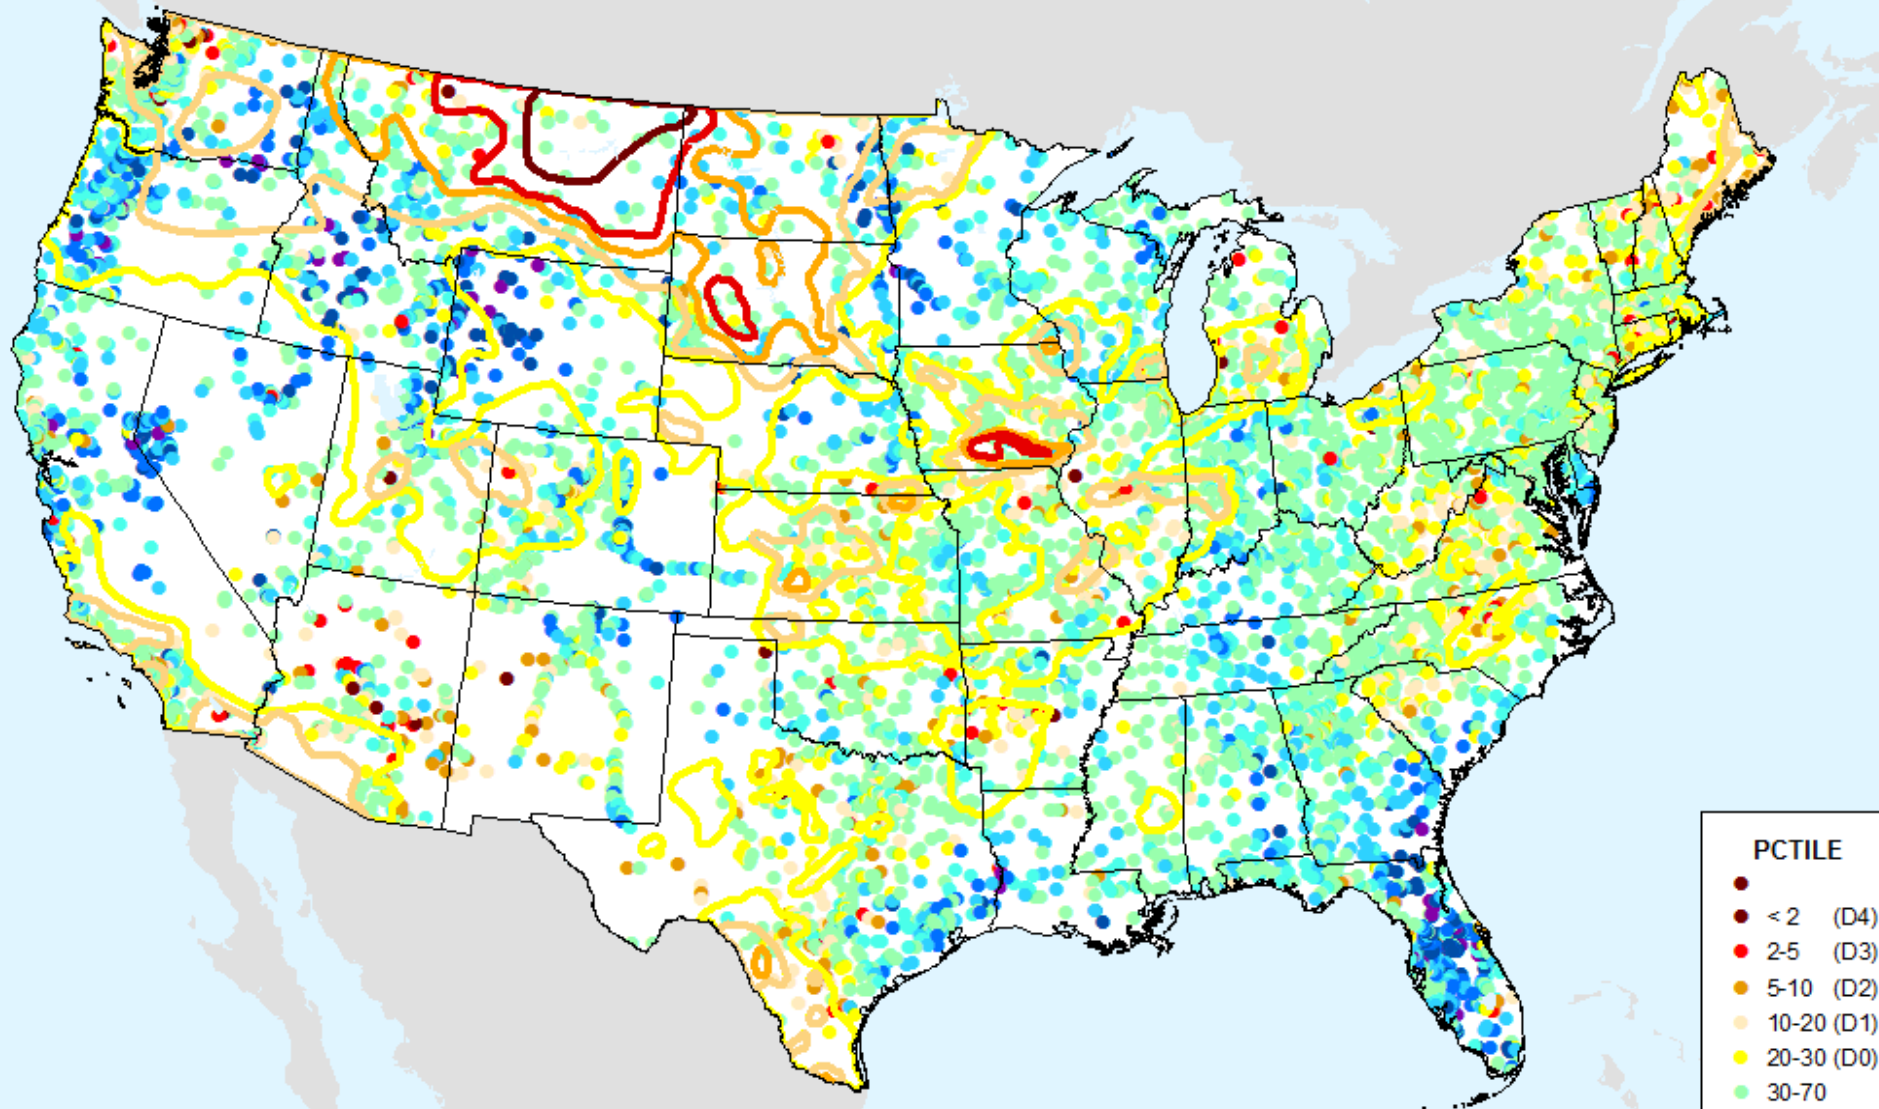 PCTILE
< 2 (D4)
2-5 (D3)
5-10 (D2)
10-20 (D1)
20-30 (D0)
30-70